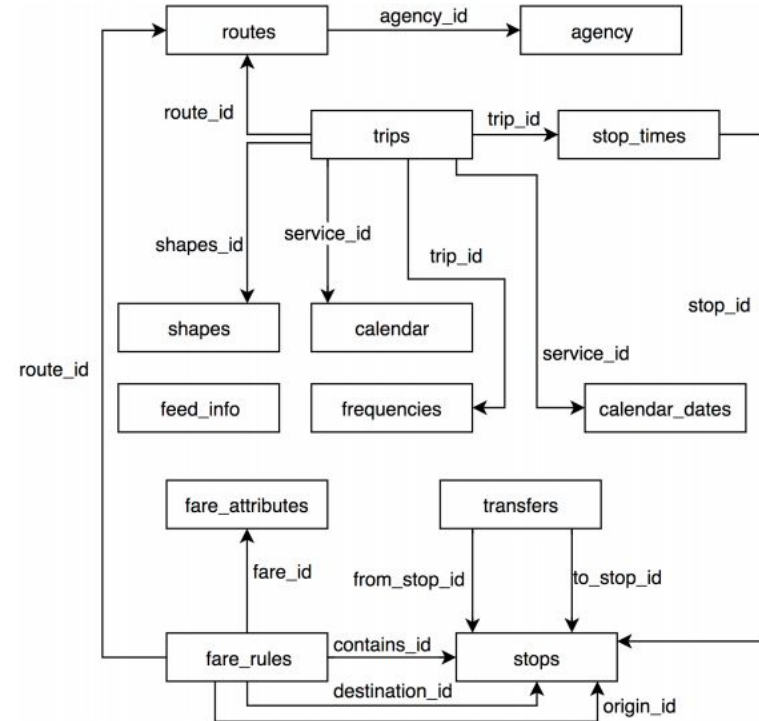 agency_id
routes
agency
route_id
trip_id
trips
stop_times
shapes_id
service_id
trip_id
stop_id
shapes
calendar
service_id
route_id
feed_info
frequencies
calendar_dates
fare_attributes
transfers
fare_id
from_stop_id
to_stop_id
contains_id
fare_rules
stops
destination_id
origin_id